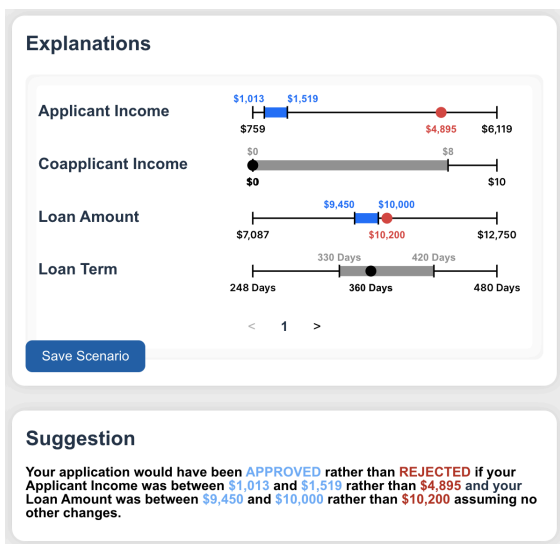 Explanations
$1,013 $1,519
Applicant Income
$759 $4,895 $6,119
$0 $8
Coapplicant Income
$0 $10
$9,450 $10,000
Loan Amount
$7,087 $10,200 $12,750
330 Days 420 Days
Loan Term
248 Days 360 Days 480 Days
< 1 >
Save Scenario
Suggestion
Your application would have been APPROVED rather than REJECTED if your
Applicant Income was between $1,013 and $1,519 rather than $4,895 and your
Loan Amount was between $9,450 and $10,000 rather than $10,200 assuming no
other changes.